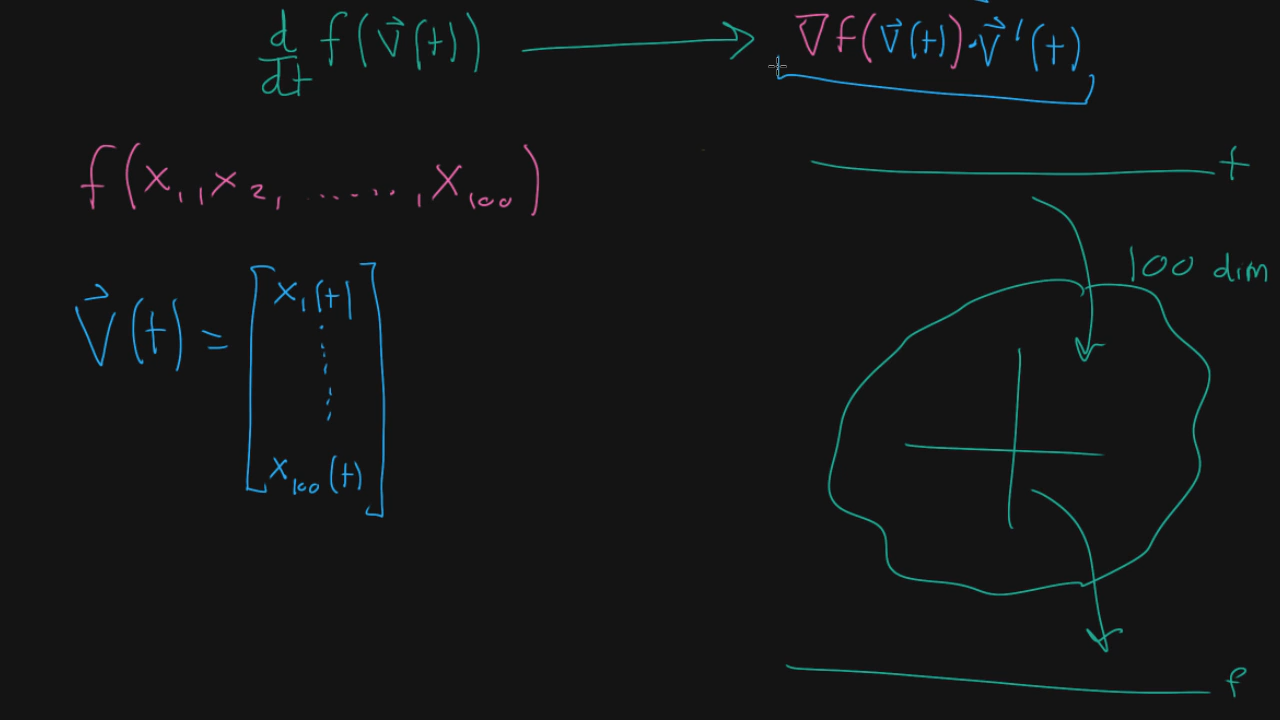 d/dt f(v⃗(t)) ⟶ ∇f(v⃗(t))·v⃗'(t)
f(x₁,x₂,......,x₁₀₀)
v⃗(t) = [x₁(t)
⋮
x₁₀₀(t)]
t
100 dim
f